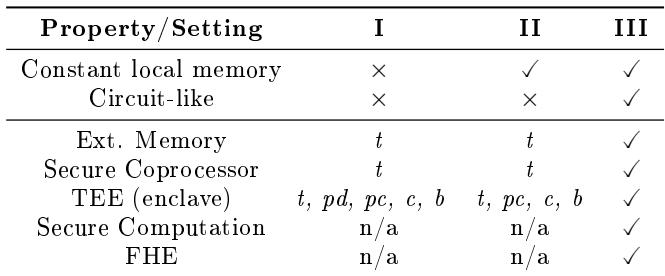 Property/Setting I II III
Constant local memory × ✓ ✓
Circuit-like × × ✓
Ext. Memory t t ✓
Secure Coprocessor t t ✓
TEE (enclave) t, pd, pc, c, b t, pc, c, b ✓
Secure Computation n/a n/a ✓
FHE n/a n/a ✓